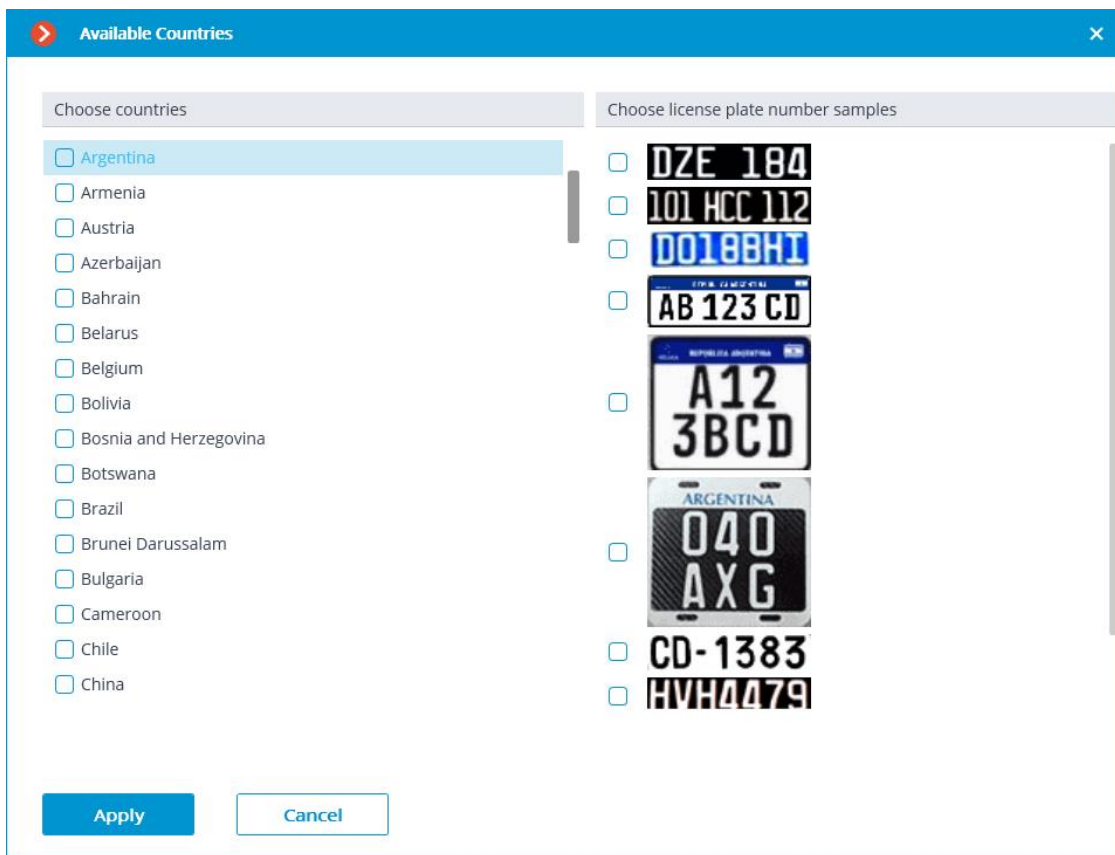 Available Countries
Choose countries
Argentina
Armenia
Austria
Azerbaijan
Bahrain
Belarus
Belgium
Bolivia
Bosnia and Herzegovina
Botswana
Brazil
Brunei Darussalam
Bulgaria
Cameroon
Chile
China
Choose license plate number samples
DZE 184
101 HCC 112
D018BHI
AB 123 CD
REPUBLICA ARGENTINA
A12
3BCD
ARGENTINA
040
AXG
CD-1383
HVH4479
Apply
Cancel